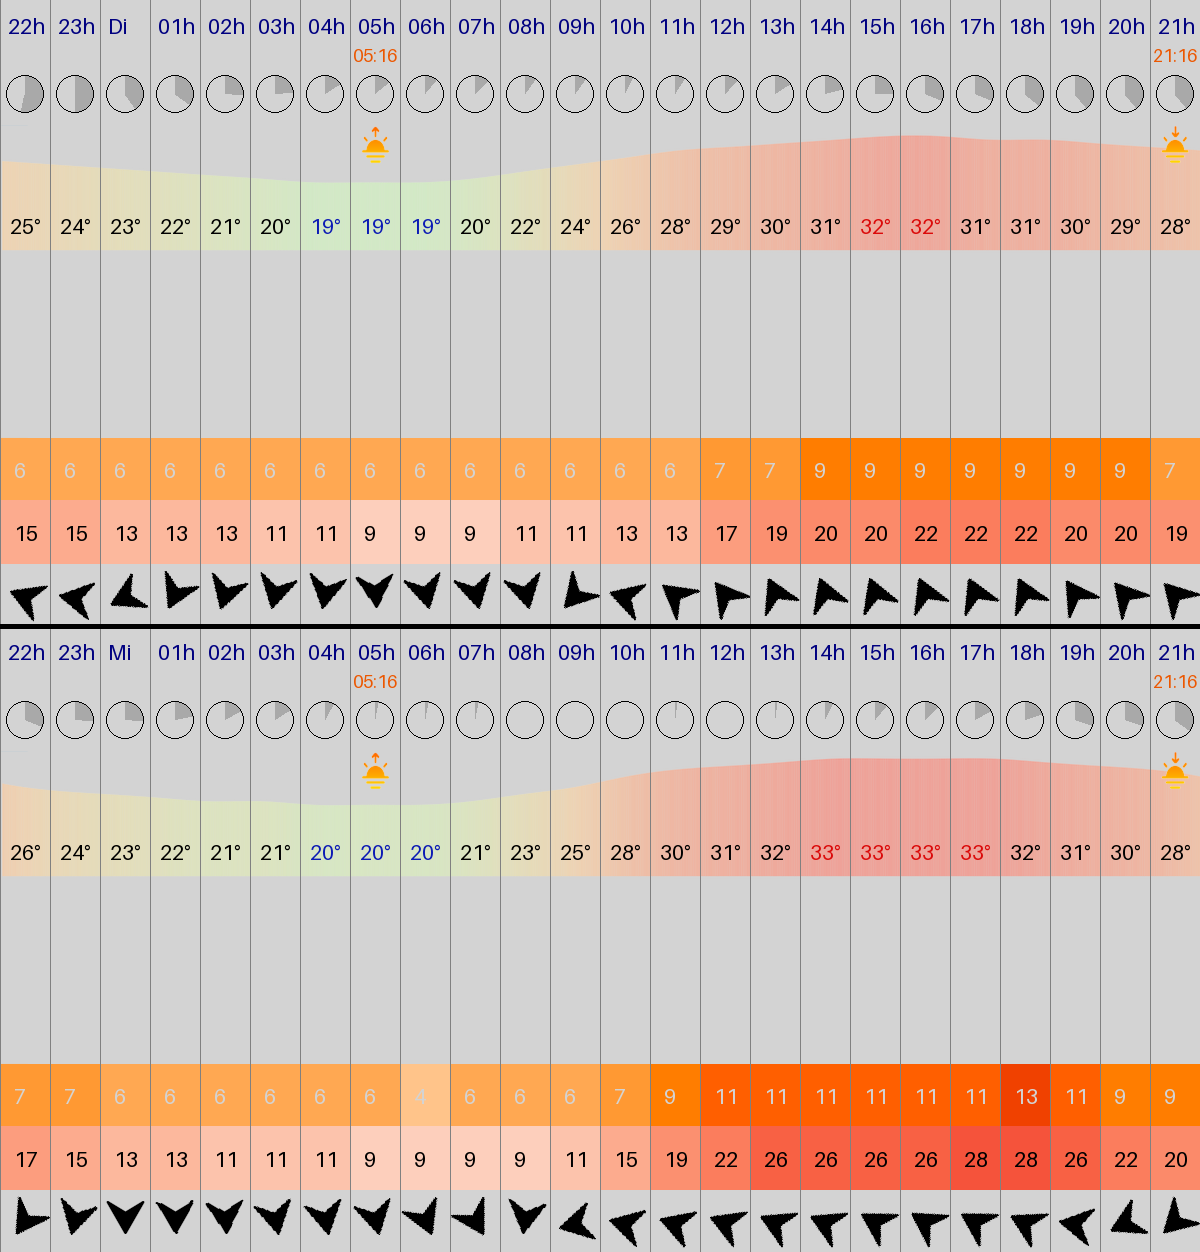 22h 23h Di 01h 02h 03h 04h 05h 06h 07h 08h 09h 10h 11h 12h 13h 14h 15h 16h 17h 18h 19h 20h 21h
05:16 21:16
25° 24° 23° 22° 21° 20° 19° 19° 19° 20° 22° 24° 26° 28° 29° 30° 31° 32° 32° 31° 31° 30° 29° 28°
6 6 6 6 6 6 6 6 6 6 6 6 6 6 7 7 9 9 9 9 9 9 9 7
15 15 13 13 13 11 11 9 9 9 11 11 13 13 17 19 20 20 22 22 22 20 20 19
22h 23h Mi 01h 02h 03h 04h 05h 06h 07h 08h 09h 10h 11h 12h 13h 14h 15h 16h 17h 18h 19h 20h 21h
05:16 21:16
26° 24° 23° 22° 21° 21° 20° 20° 20° 21° 23° 25° 28° 30° 31° 32° 33° 33° 33° 33° 32° 31° 30° 28°
7 7 6 6 6 6 6 6 4 6 6 6 7 9 11 11 11 11 11 11 13 11 9 9
17 15 13 13 11 11 11 9 9 9 9 11 15 19 22 26 26 26 26 28 28 26 22 20